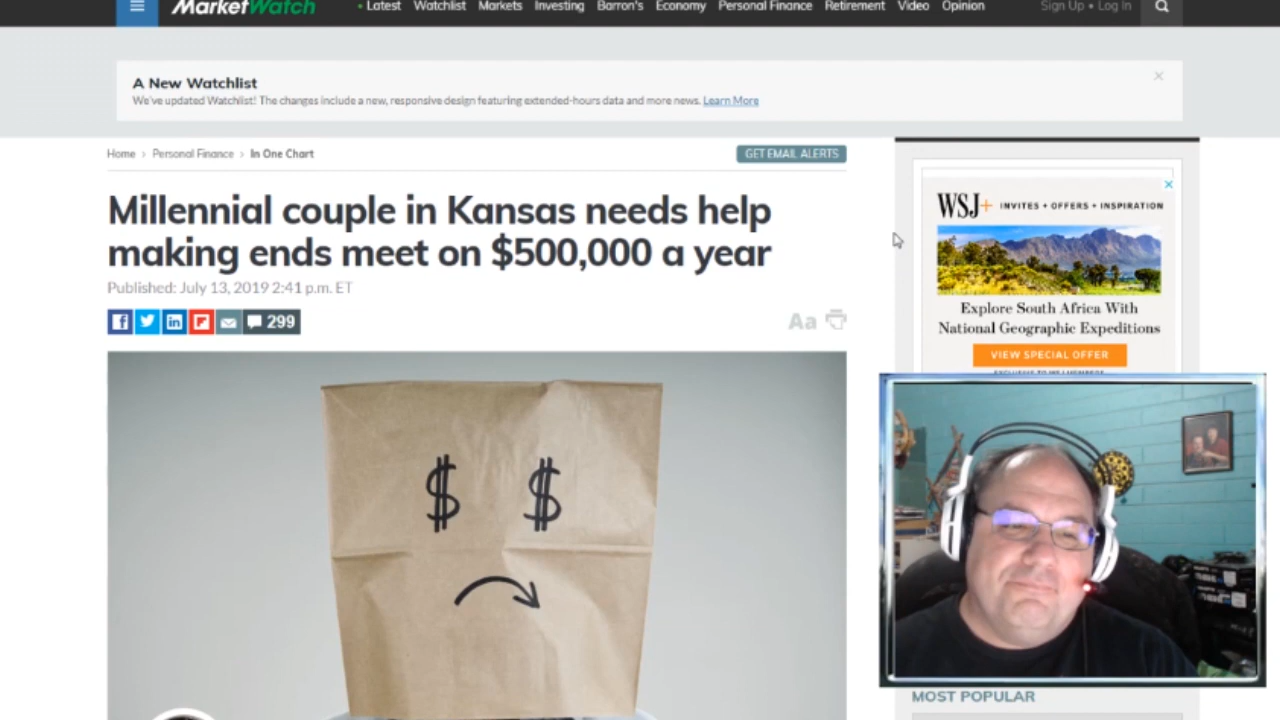 MarketWatch
• Latest Watchlist Markets Investing Barron's Economy Personal Finance Retirement Video Opinion Sign Up • Log In
A New Watchlist
We've updated Watchlist! The changes include a new, responsive design featuring extended-hours data and more news. Learn More
Home > Personal Finance > In One Chart
GET EMAIL ALERTS
Millennial couple in Kansas needs help
making ends meet on $500,000 a year
Published: July 13, 2019 2:41 p.m. ET
299
Aa
$ $
WSJ+ INVITES + OFFERS + INSPIRATION
Explore South Africa With
National Geographic Expeditions
VIEW SPECIAL OFFER
EXCLUSIVE TO WSJ MEMBERS
MOST POPULAR